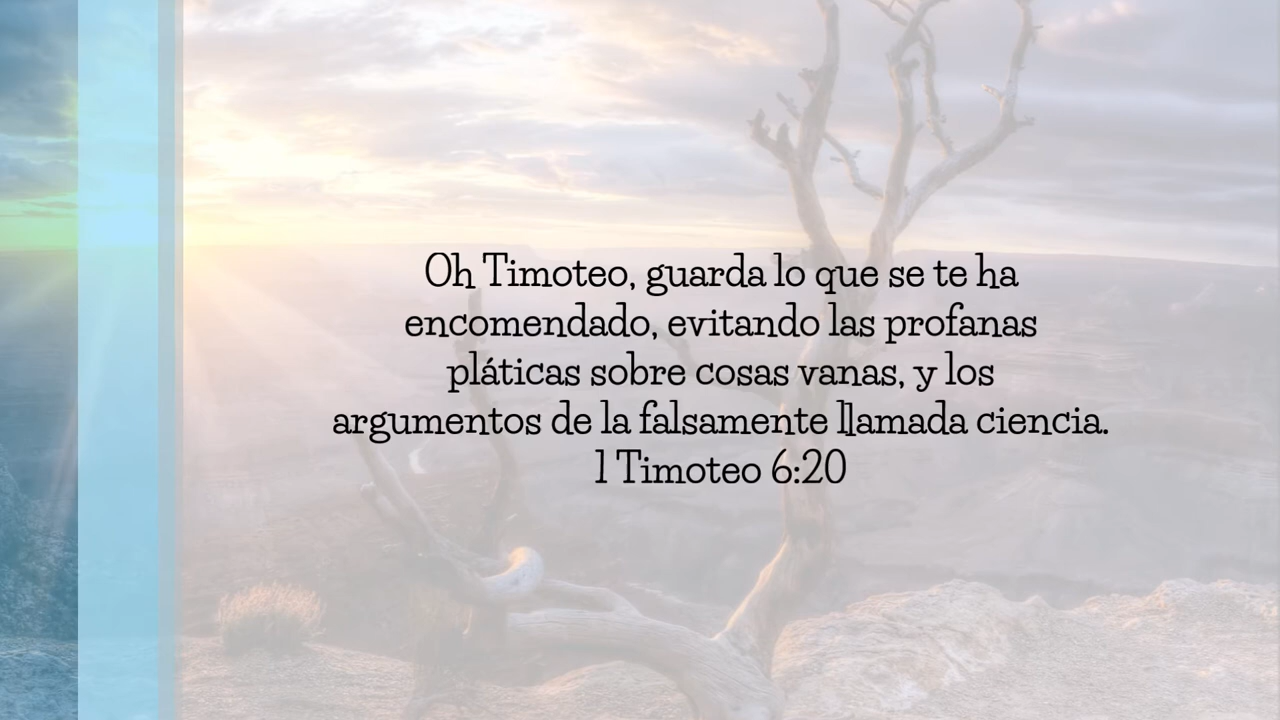 Oh Timoteo, guarda lo que se te ha
encomendado, evitando las profanas
pláticas sobre cosas vanas, y los
argumentos de la falsamente llamada ciencia.
1 Timoteo 6:20